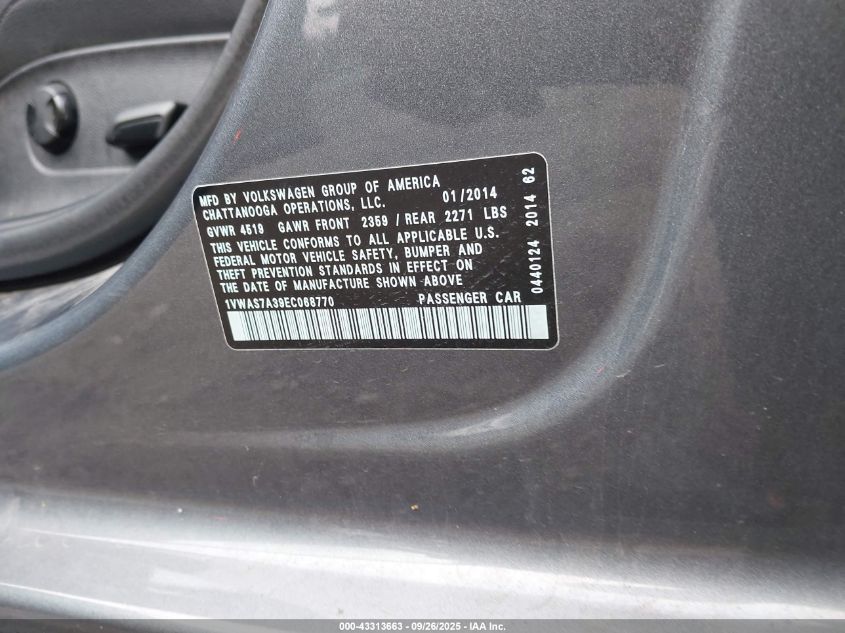 MFD BY VOLKSWAGEN GROUP OF AMERICA
CHATTANOOGA OPERATIONS, LLC. 01/2014
GVWR 4519 GAWR FRONT 2359 / REAR 2271 LBS
THIS VEHICLE CONFORMS TO ALL APPLICABLE U.S.
FEDERAL MOTOR VEHICLE SAFETY, BUMPER AND
THEFT PREVENTION STANDARDS IN EFFECT ON
THE DATE OF MANUFACTURE SHOWN ABOVE
1VWAS7A39EC068770 PASSENGER CAR
0440124 2014 62
000-43313663 - 09/26/2025 - IAA Inc.